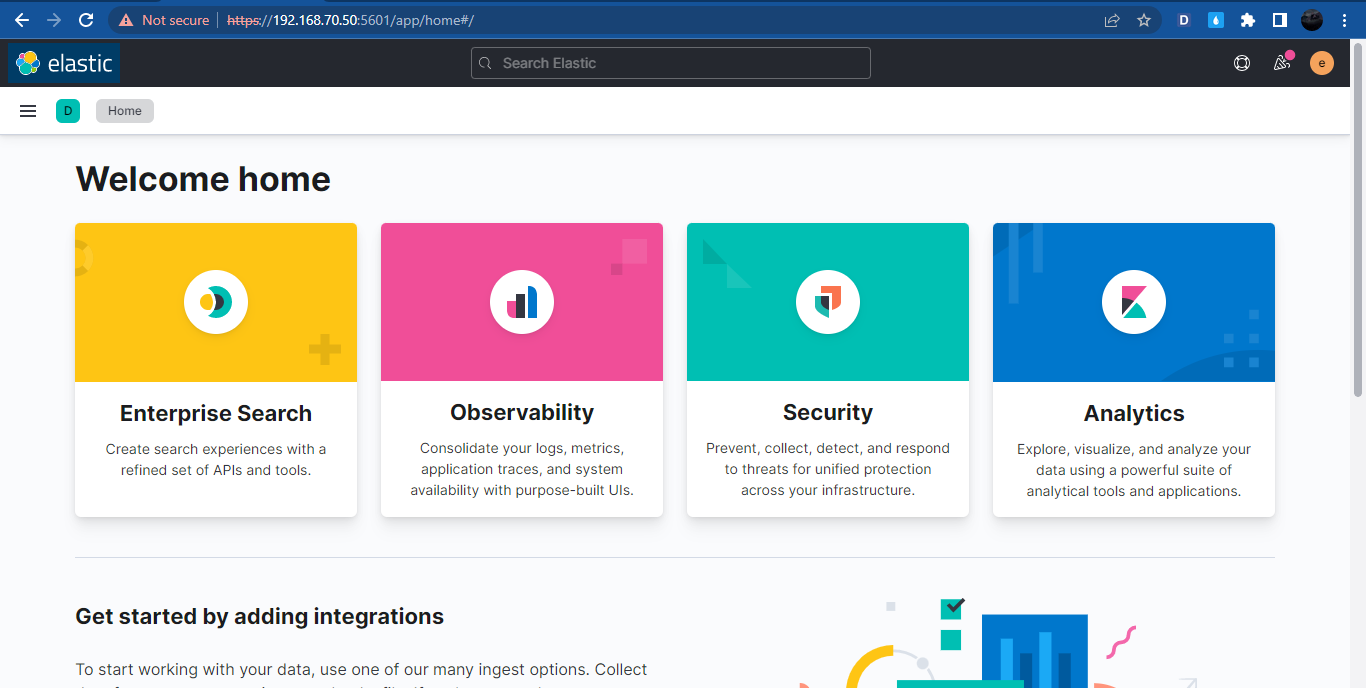 Not secure | https://192.168.70.50:5601/app/home#/
D
elastic
Search Elastic
e
D
Home
Welcome home
Enterprise Search
Create search experiences with a
refined set of APIs and tools.
Observability
Consolidate your logs, metrics,
application traces, and system
availability with purpose-built UIs.
Security
Prevent, collect, detect, and respond
to threats for unified protection
across your infrastructure.
Analytics
Explore, visualize, and analyze your
data using a powerful suite of
analytical tools and applications.
Get started by adding integrations
To start working with your data, use one of our many ingest options. Collect